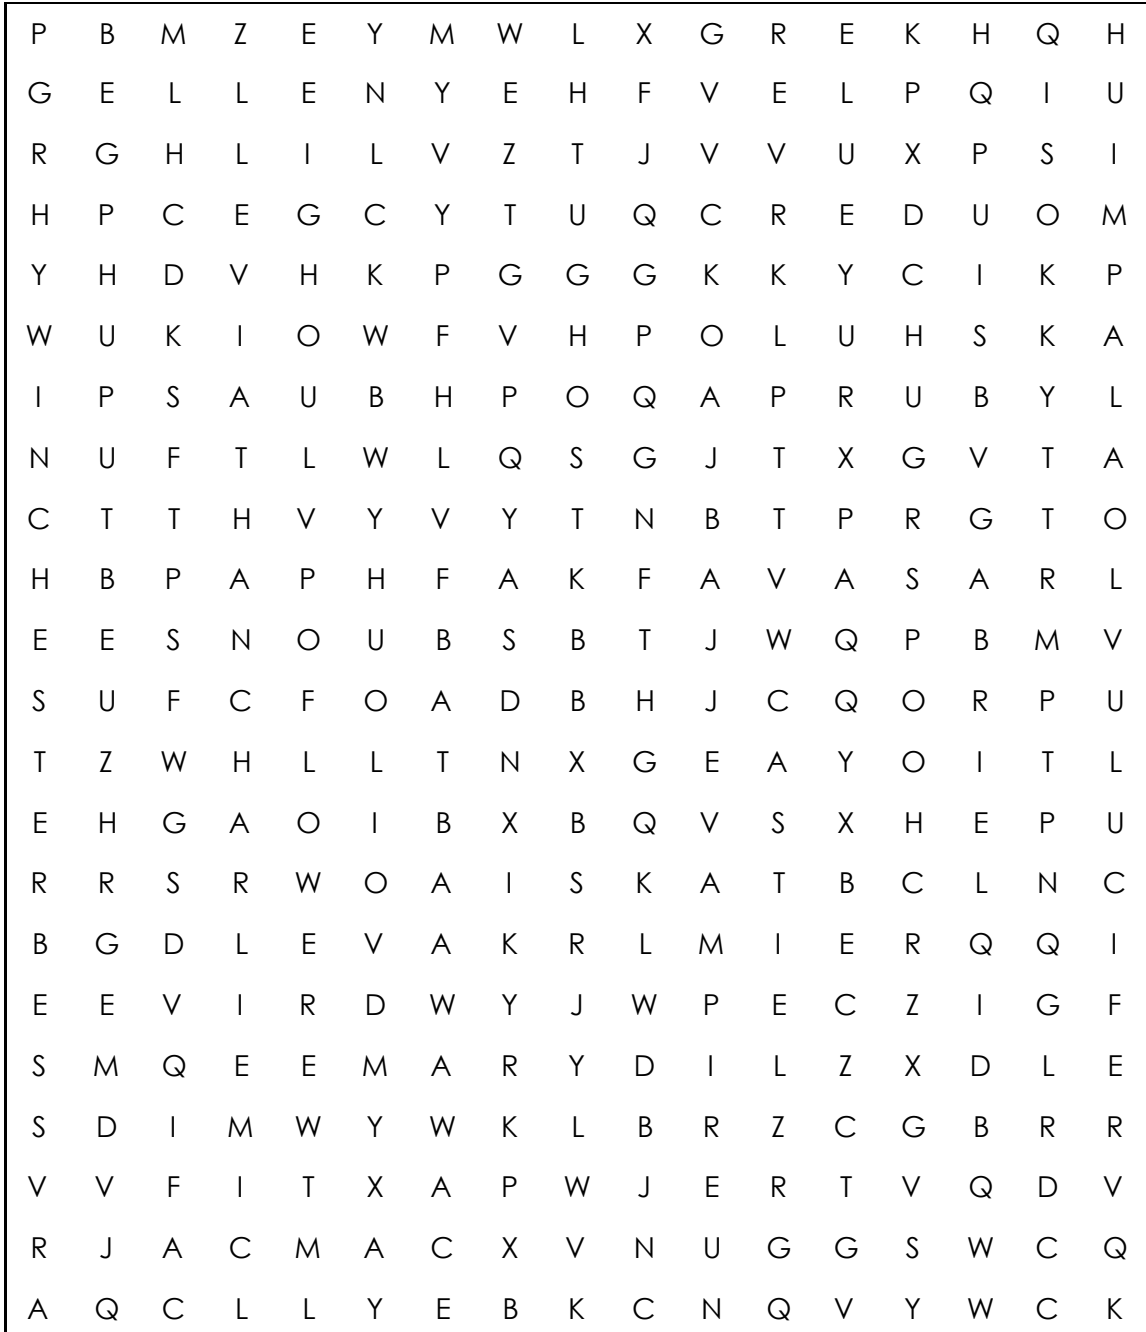 P B M Z E Y M W L X G R E K H Q H
G E L L E N Y E H F V E L P Q I U
R G H L I L V Z T J V V U X P S I
H P C E G C Y T U Q C R E D U O M
Y H D V H K P G G G K K Y C I K P
W U K I O W F V H P O L U H S K A
I P S A U B H P O Q A P R U B Y L
N U F T L W L Q S G J T X G V T A
C T T H V Y V Y T N B T P R G T O
H B P A P H F A K F A V A S A R L
E E S N O U B S B T J W Q P B M V
S U F C F O A D B H J C Q O R P U
T Z W H L L T N X G E A Y O I T L
E H G A O I B X B Q V S X H E P U
R R S R W O A I S K A T B C L N C
B G D L E V A K R L M I E R Q Q I
E E V I R D W Y J W P E C Z I G F
S M Q E E M A R Y D I L Z X D L E
S D I M W Y W K L B R Z C G B R R
V V F I T X A P W J E R T V Q D V
R J A C M A C X V N U G G S W C Q
A Q C L L Y E B K C N Q V Y W C K